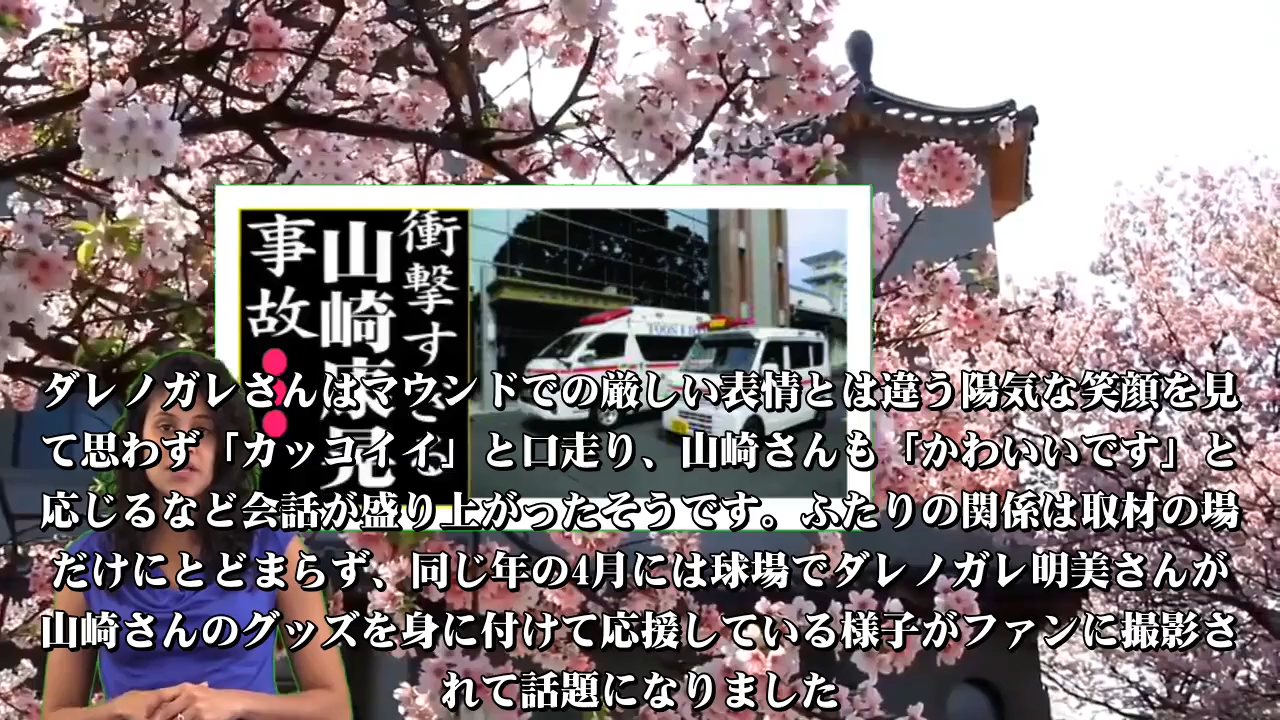 衝撃すぎる
山崎康晃
事故
ダレノガレさんはマウンドでの厳しい表情とは違う陽気な笑顔を見
て思わず「カッコイイ」と口走り、山崎さんも「かわいいです」と
応じるなど会話が盛り上がったそうです。ふたりの関係は取材の場
だけにとどまらず、同じ年の4月には球場でダレノガレ明美さんが
山崎さんのグッズを身に付けて応援している様子がファンに撮影さ
れて話題になりました